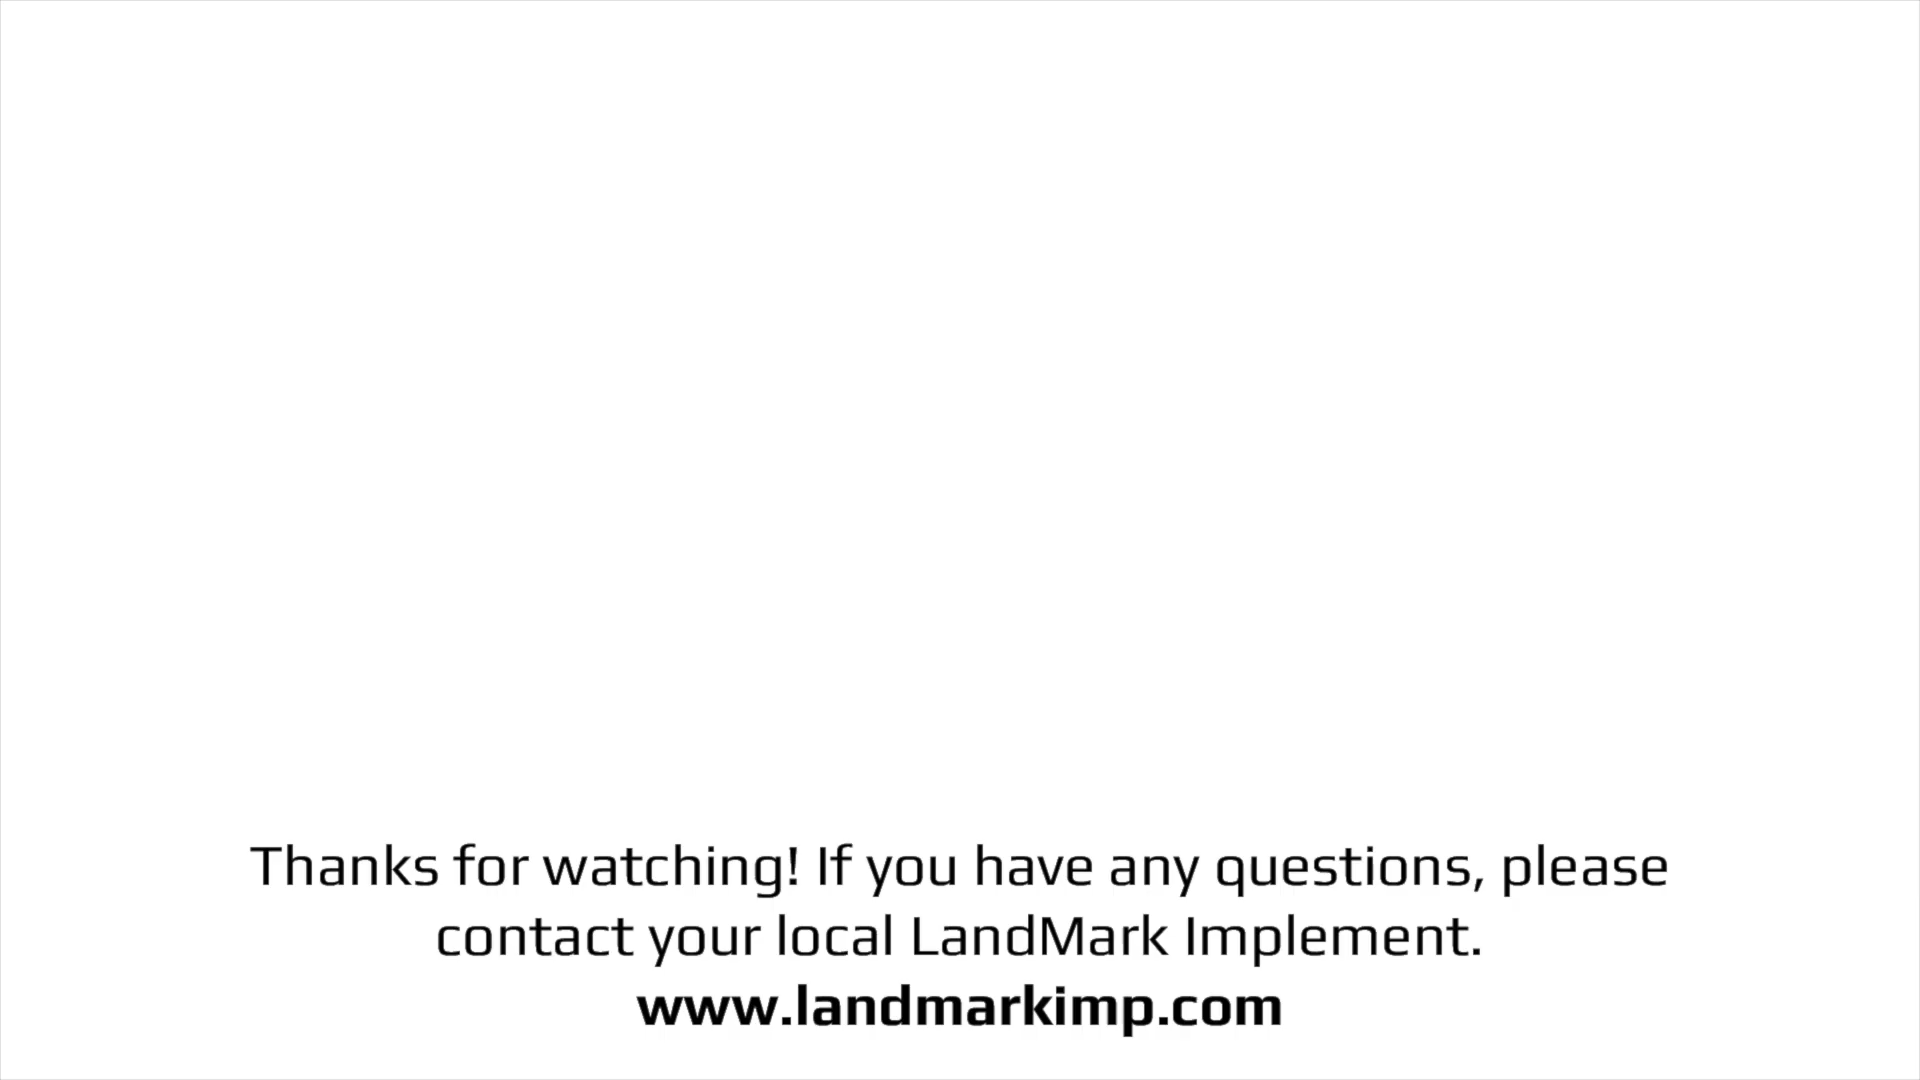 Thanks for watching! If you have any questions, please
contact your local LandMark Implement.
www.landmarkimp.com